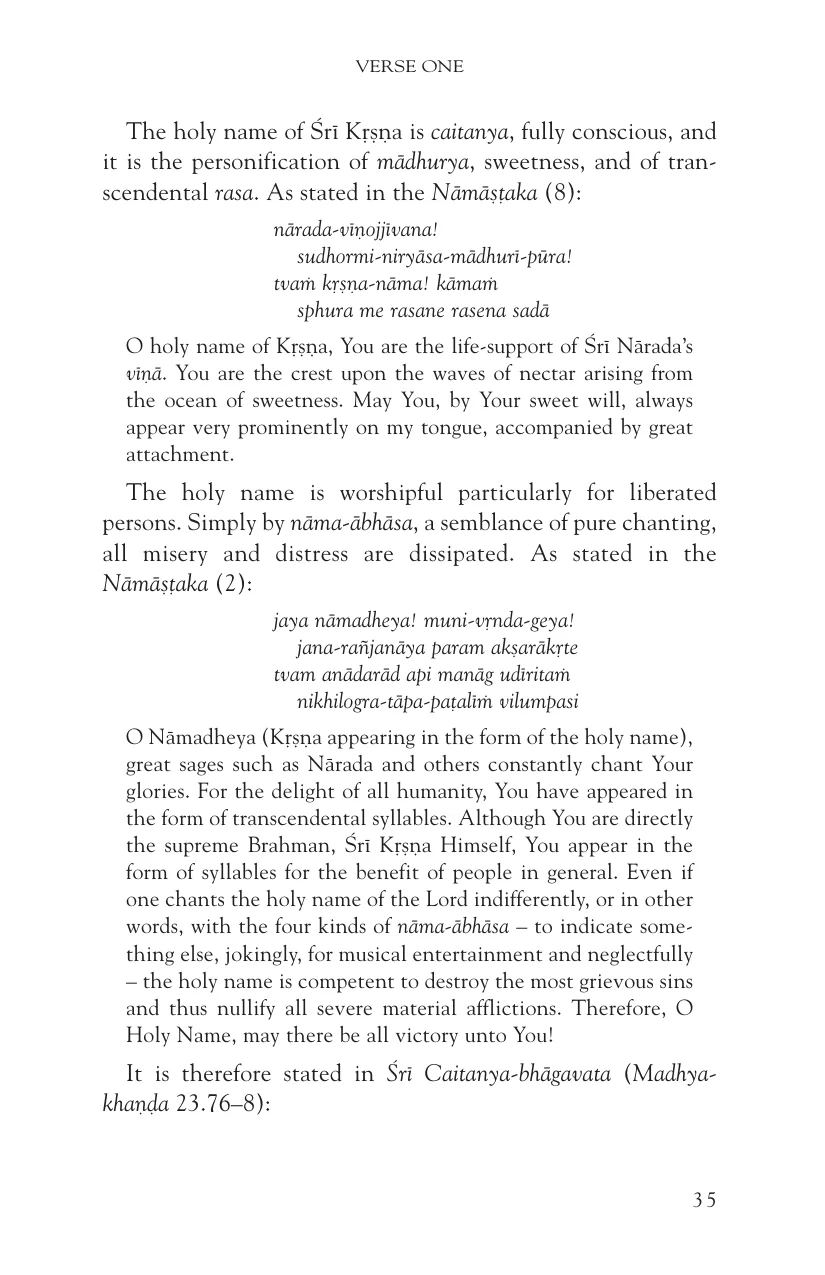 VERSE ONE
The holy name of Śrī Kṛṣṇa is caitanya, fully conscious, and
it is the personification of mādhurya, sweetness, and of tran-
scendental rasa. As stated in the Nāmāṣṭaka (8):
nārada-vīṇojjīvana!
sudhormi-niryāsa-mādhurī-pūra!
tvaṁ kṛṣṇa-nāma! kāmaṁ
sphura me rasane rasena sadā
O holy name of Kṛṣṇa, You are the life-support of Śrī Nārada’s
vīṇā. You are the crest upon the waves of nectar arising from
the ocean of sweetness. May You, by Your sweet will, always
appear very prominently on my tongue, accompanied by great
attachment.
The holy name is worshipful particularly for liberated
persons. Simply by nāma-ābhāsa, a semblance of pure chanting,
all misery and distress are dissipated. As stated in the
Nāmāṣṭaka (2):
jaya nāmadheya! muni-vṛnda-geya!
jana-rañjanāya param akṣarākṛte
tvam anādarād api manāg udīritaṁ
nikhilogra-tāpa-paṭalīṁ vilumpasi
O Nāmadheya (Kṛṣṇa appearing in the form of the holy name),
great sages such as Nārada and others constantly chant Your
glories. For the delight of all humanity, You have appeared in
the form of transcendental syllables. Although You are directly
the supreme Brahman, Śrī Kṛṣṇa Himself, You appear in the
form of syllables for the benefit of people in general. Even if
one chants the holy name of the Lord indifferently, or in other
words, with the four kinds of nāma-ābhāsa – to indicate some-
thing else, jokingly, for musical entertainment and neglectfully
– the holy name is competent to destroy the most grievous sins
and thus nullify all severe material afflictions. Therefore, O
Holy Name, may there be all victory unto You!
It is therefore stated in Śrī Caitanya-bhāgavata (Madhya-
khaṇḍa 23.76–8):
35